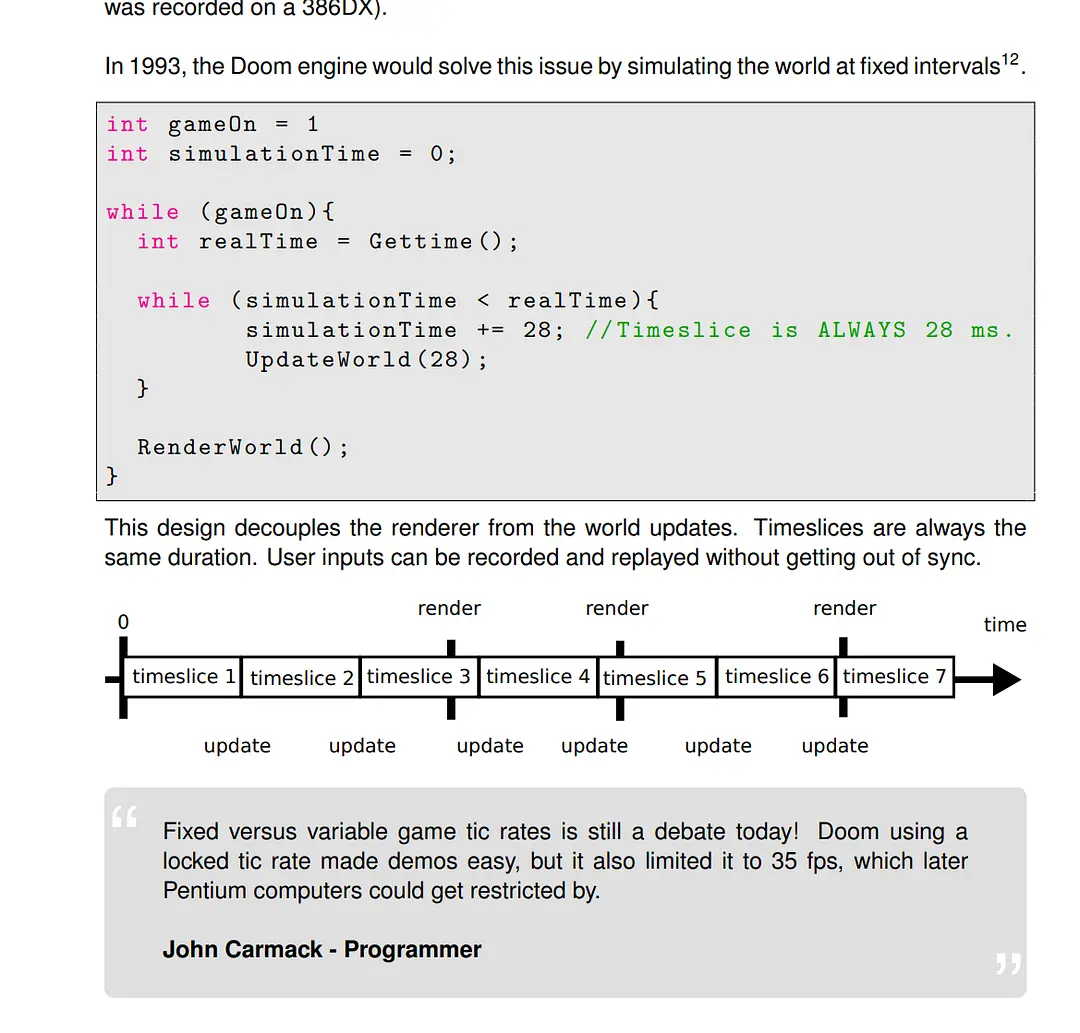 was recorded on a 386DX).
In 1993, the Doom engine would solve this issue by simulating the world at fixed intervals12.
int gameOn = 1
int simulationTime = 0;
while (gameOn){
int realTime = Gettime();
while (simulationTime < realTime){
simulationTime += 28; //Timeslice is ALWAYS 28 ms.
UpdateWorld(28);
}
RenderWorld();
}
This design decouples the renderer from the world updates. Timeslices are always the
same duration. User inputs can be recorded and replayed without getting out of sync.
render render render
0 time
timeslice 1 timeslice 2 timeslice 3 timeslice 4 timeslice 5 timeslice 6 timeslice 7
update update update update update update
“
Fixed versus variable game tic rates is still a debate today! Doom using a
locked tic rate made demos easy, but it also limited it to 35 fps, which later
Pentium computers could get restricted by.
John Carmack - Programmer
”